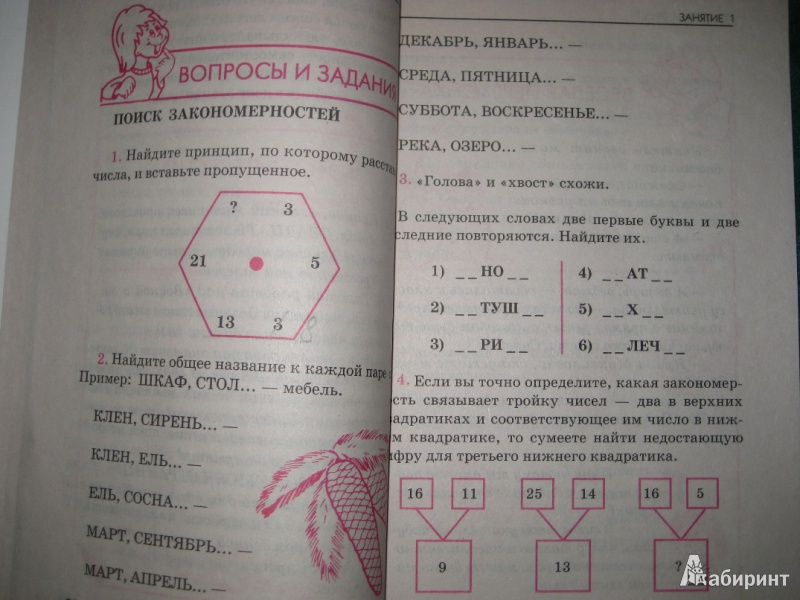 ВОПРОСЫ И ЗАДАНИЯ
ПОИСК ЗАКОНОМЕРНОСТЕЙ
1. Найдите принцип, по которому
числа, и вставьте пропущенное.
? 3
21 5
13 3
2. Найдите общее название к каждой паре
Пример: ШКАФ, СТОЛ... — мебель.
КЛЕН, СИРЕНЬ... —
КЛЕН, ЕЛЬ... —
ЕЛЬ, СОСНА... —
МАРТ, СЕНТЯБРЬ... —
МАРТ, АПРЕЛЬ... —
ЗАНЯТИЕ 1
ДЕКАБРЬ, ЯНВАРЬ... —
СРЕДА, ПЯТНИЦА... —
СУББОТА, ВОСКРЕСЕНЬЕ... —
РЕКА, ОЗЕРО... —
3. «Голова» и «хвост» схожи.
В следующих словах две первые буквы и две
следние повторяются. Найдите их.
1) _ _ НО _ _ 4) _ _ АТ _ _
2) _ _ ТУШ _ _ 5) _ _ Х _ _
3) _ _ РИ _ _ 6) _ _ ЛЕЧ _ _
4. Если вы точно определите, какая закономер-
ость связывает тройку чисел — два в верхних
вадратиках и соответствующее им число в ниж-
ем квадратике, то сумеете найти недостающую
ифру для третьего нижнего квадратика.
16 11 25 14 16 5
9 13 ?
Лабиринт